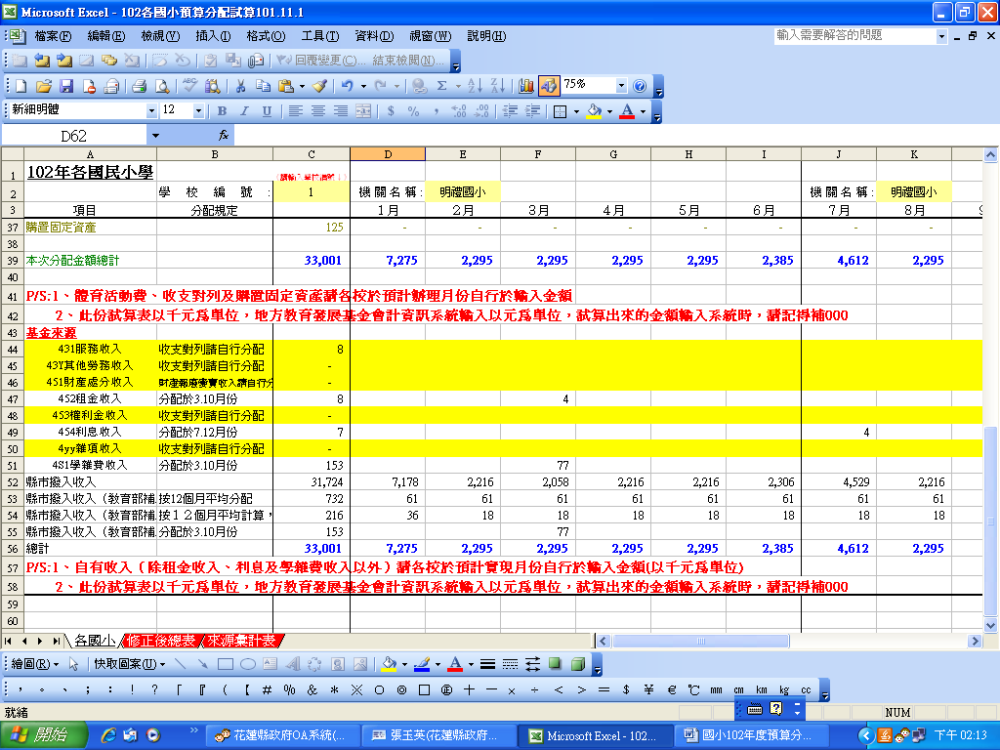 Microsoft Excel - 102各國小預算分配試算101.11.1
檔案(F) 編輯(E) 檢視(V) 插入(I) 格式(O) 工具(T) 資料(D) 視窗(W) 說明(H) 輸入需要解答的問題
回覆變更(C)... 結束檢閱(N)...
75%
新細明體 12 B I U $ % ,
D62 fx
A B C D E F G H I J K
1 102年各國民小學
2 學校編號: 1 機關名稱: 明禮國小 機關名稱: 明禮國小
3 項目 分配規定 1月 2月 3月 4月 5月 6月 7月 8月
37 購置固定資產 125 - - - - - - - -
38
39 本次分配金額總計 33,001 7,275 2,295 2,295 2,295 2,295 2,385 4,612 2,295
40
41 P/S:1、體育活動費、收支對列及購置固定資產請各校於預計辦理月份自行於輸入金額
42 2、此份試算表以千元為單位，地方教育發展基金會計資訊系統輸入以元為單位，試算出來的金額輸入系統時，請記得補000
43 基金來源
44 431服務收入 收支對列請自行分配 8
45 43Y其他勞務收入 收支對列請自行分配 -
46 451財產處分收入 財產報廢變賣收入請自行分 -
47 452租金收入 分配於3.10月份 8 4
48 453權利金收入 收支對列請自行分配 -
49 454利息收入 分配於7.12月份 7 4
50 4yy雜項收入 收支對列請自行分配 -
51 481學雜費收入 分配於3.10月份 153 77
52 縣市撥入收入 31,724 7,178 2,216 2,058 2,216 2,216 2,306 4,529 2,216
53 縣市撥入收入（教育部補 按12個月平均分配 732 61 61 61 61 61 61 61 61
54 縣市撥入收入（教育部補 按１２個月平均計算， 216 36 18 18 18 18 18 18 18
55 縣市撥入收入（教育部補 分配於3.10月份 153 77
56 總計 33,001 7,275 2,295 2,295 2,295 2,295 2,385 4,612 2,295
57 P/S:1、自有收入（除租金收入、利息及學雜費收入以外）請各校於預計實現月份自行於輸入金額(以千元為單位)
58 2、此份試算表以千元為單位，地方教育發展基金會計資訊系統輸入以元為單位，試算出來的金額輸入系統時，請記得補000
59
60
各國小 修正後總表 來源彙計表
繪圖(R) 快取圖案(U)
， 。 、 ； ： ！ ？ 「 『 （ 【 # % & * ※ ○ ◎ □ ㊣ ＋ － × ÷ ＜ ＞ ＝ $ ¥ ￥ € ℃ mm cm km kg cc
就緒 NUM
開始 花蓮縣政府OA系統(... 張玉英(花蓮縣政府... Microsoft Excel - 102... 國小102年度預算分... 下午 02:13